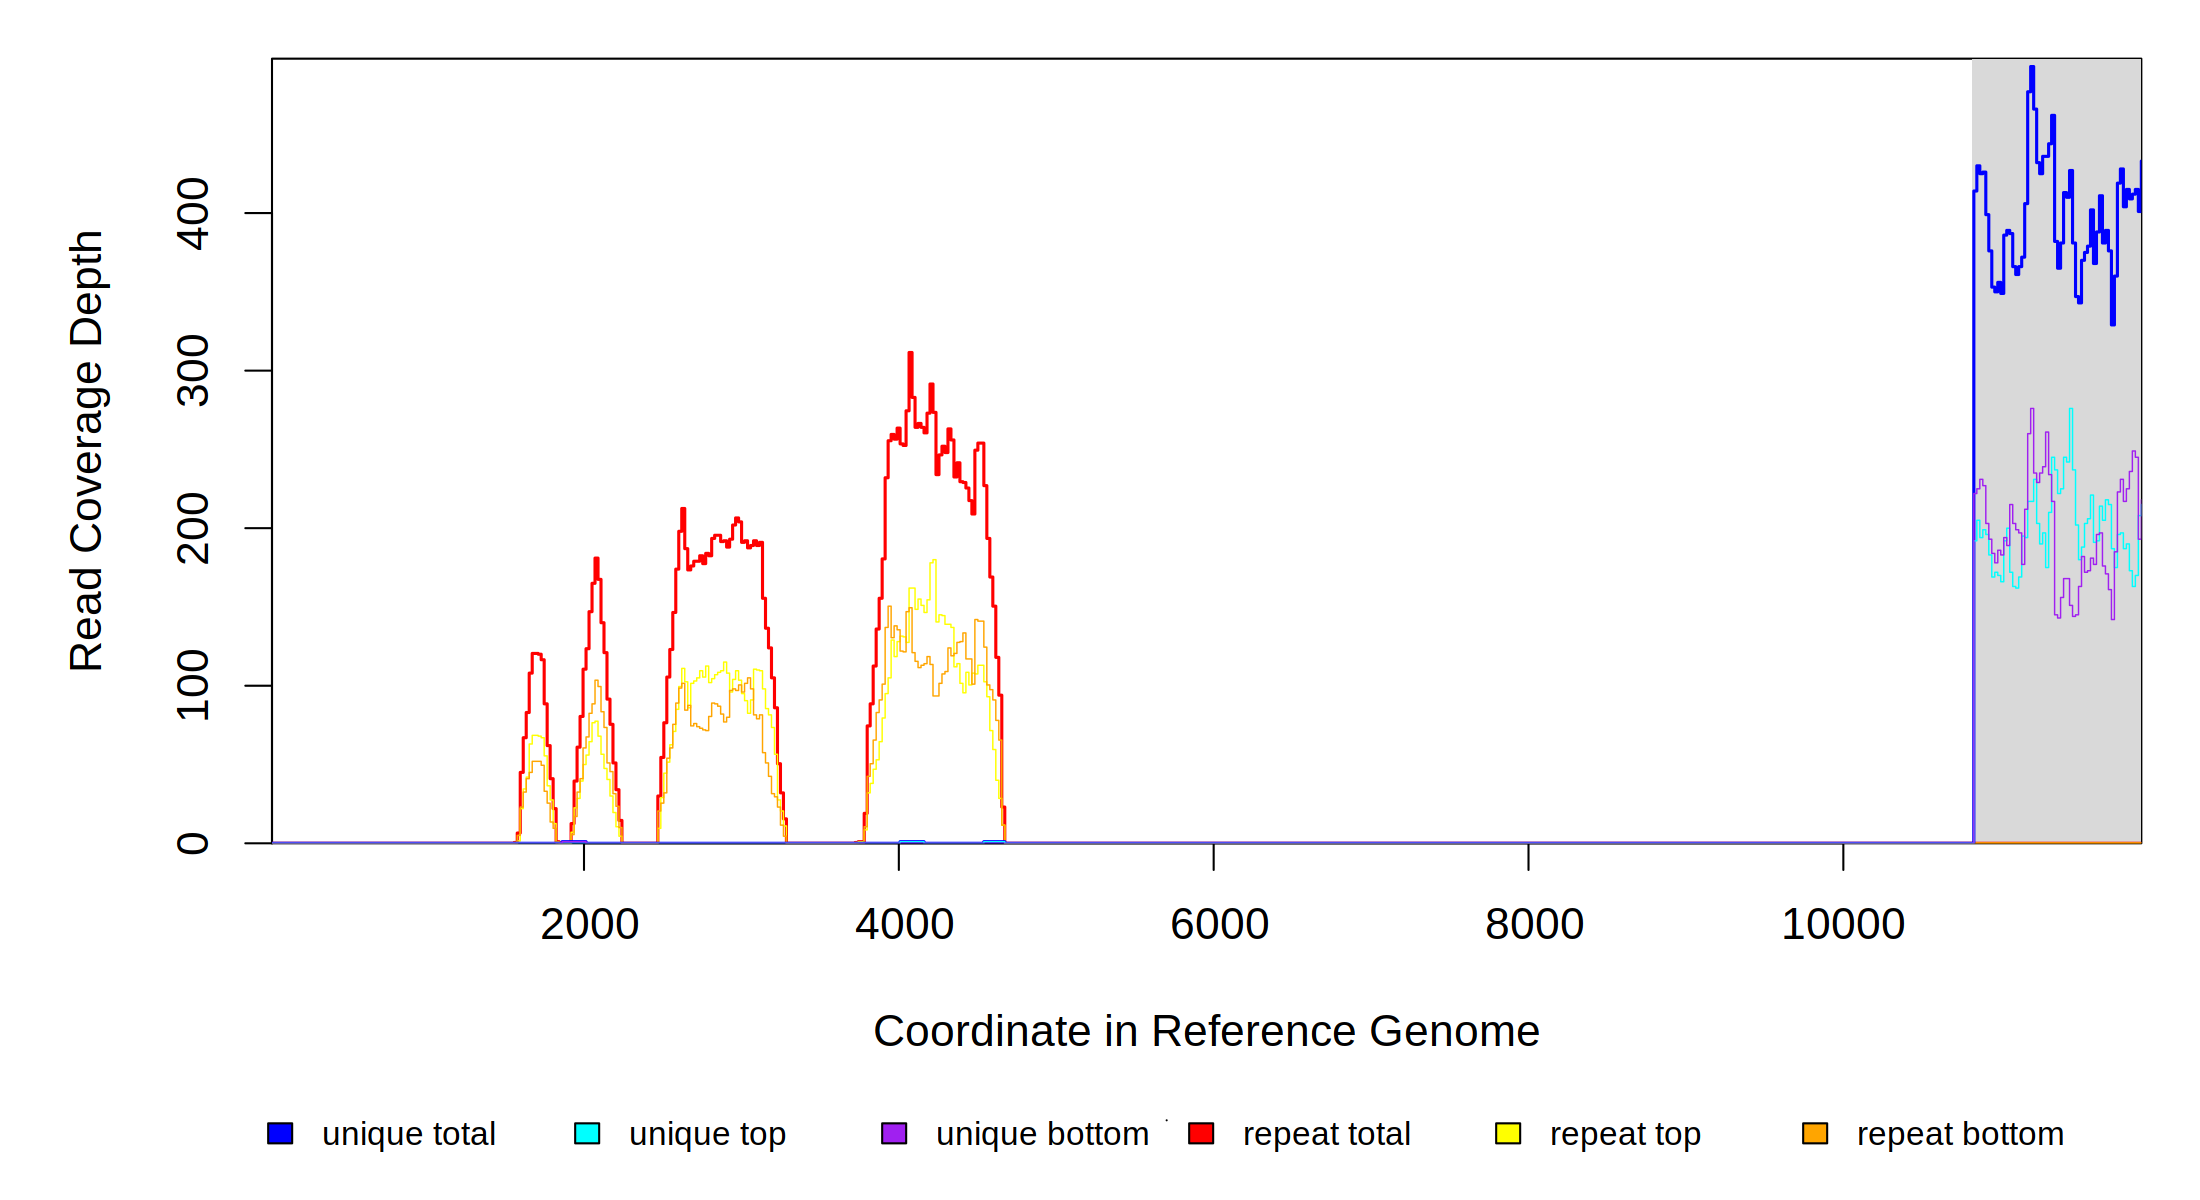 Read Coverage Depth
400
300
200
100
0
2000 4000 6000 8000 10000
Coordinate in Reference Genome
unique total unique top unique bottom repeat total repeat top repeat bottom